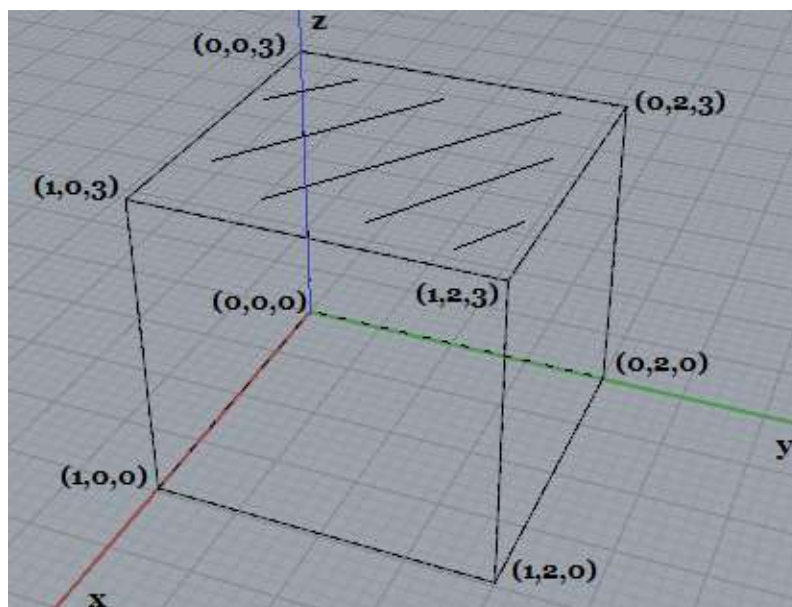 z
(0,0,3)
(0,2,3)
(1,0,3)
(0,0,0)
(1,2,3)
(0,2,0)
y
(1,0,0)
(1,2,0)
x